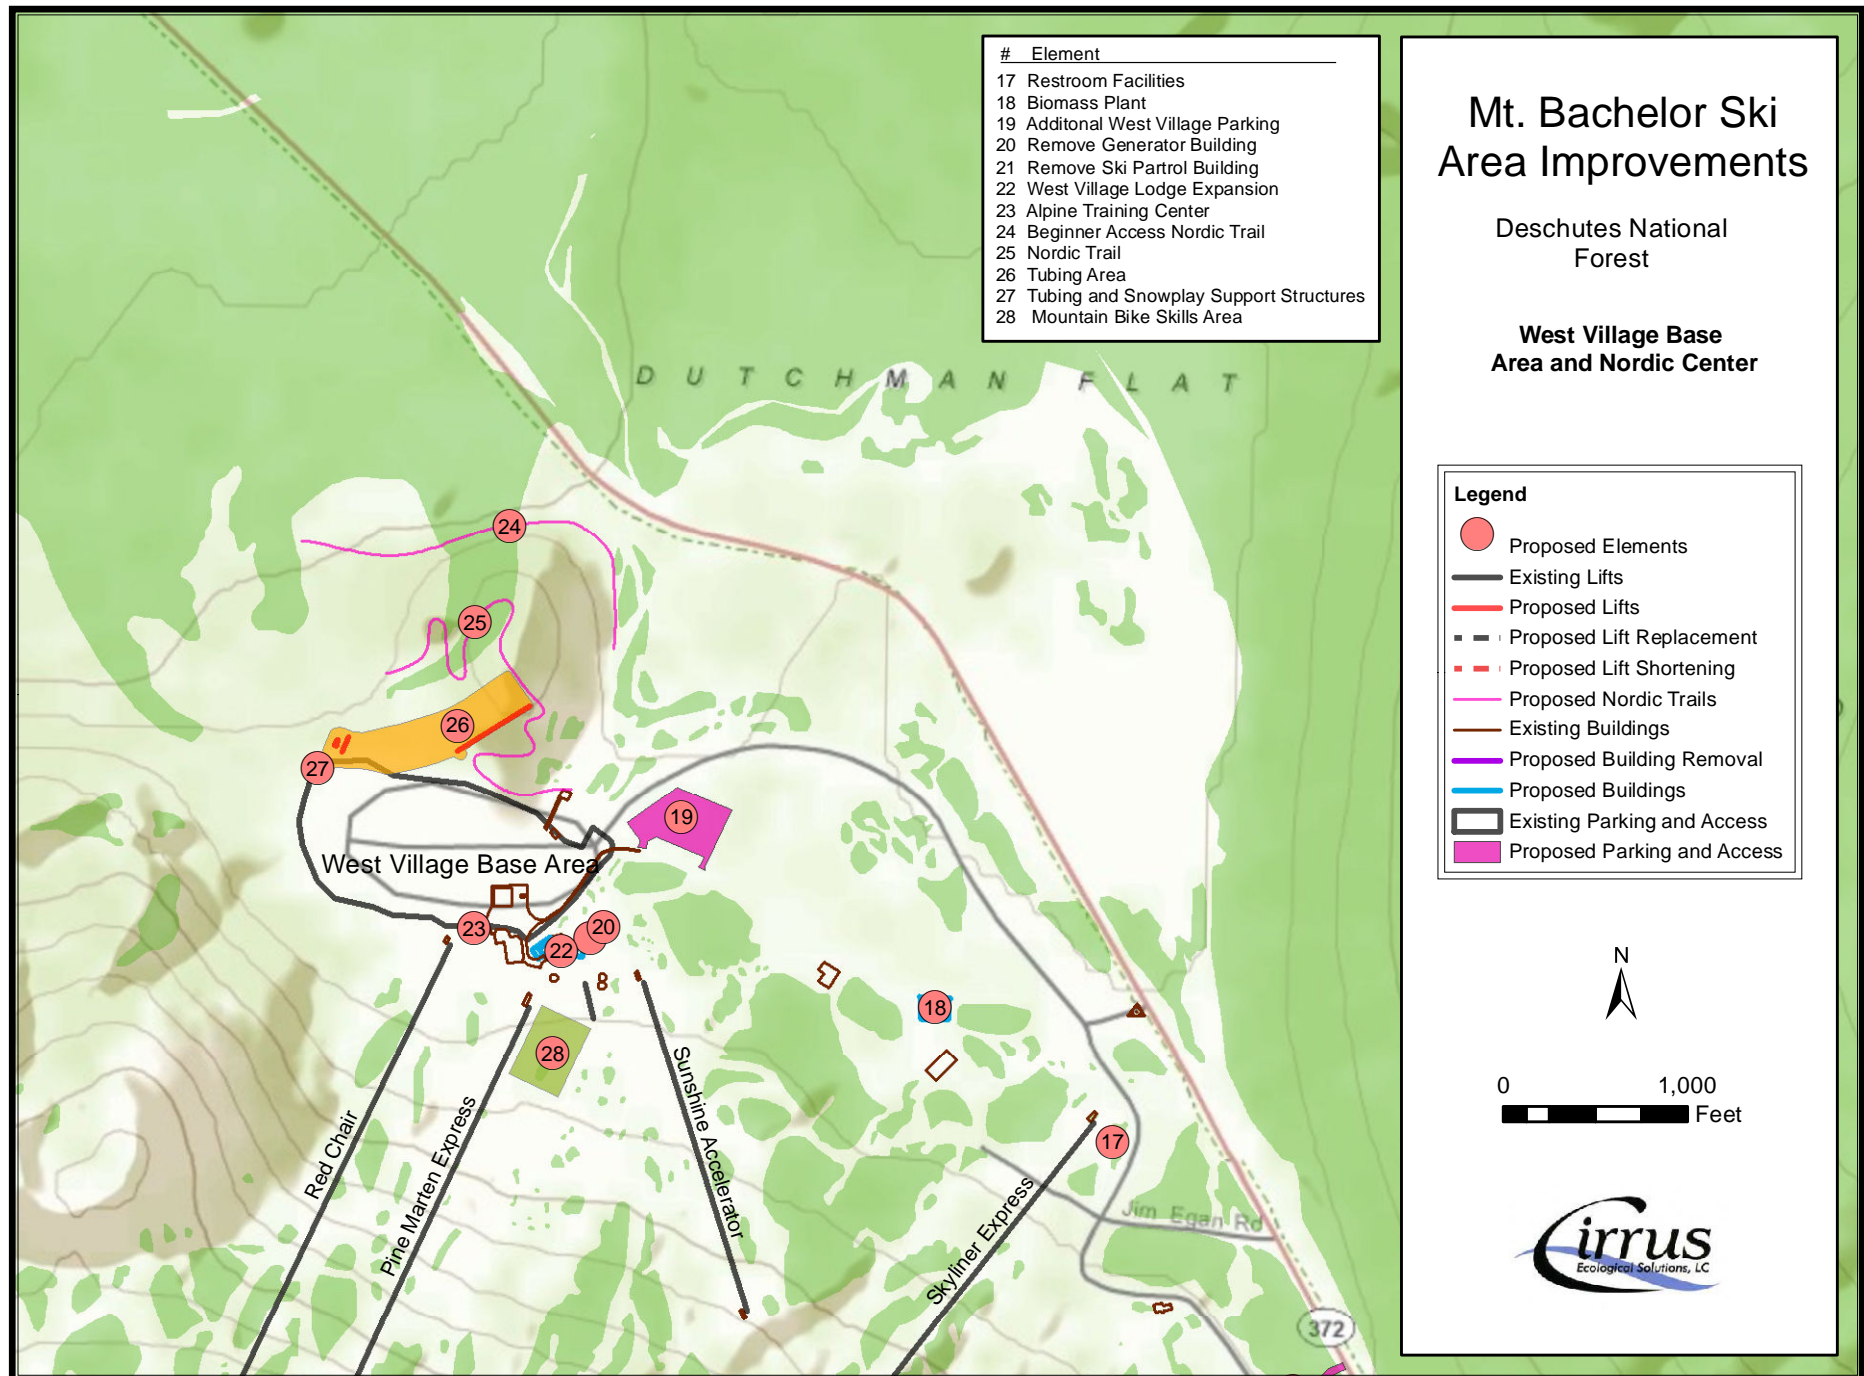 # Element
17 Restroom Facilities
18 Biomass Plant
19 Additonal West Village Parking
20 Remove Generator Building
21 Remove Ski Partrol Building
22 West Village Lodge Expansion
23 Alpine Training Center
24 Beginner Access Nordic Trail
25 Nordic Trail
26 Tubing Area
27 Tubing and Snowplay Support Structures
28 Mountain Bike Skills Area
Mt. Bachelor Ski
Area Improvements
Deschutes National
Forest
West Village Base
Area and Nordic Center
Legend
Proposed Elements
Existing Lifts
Proposed Lifts
Proposed Lift Replacement
Proposed Lift Shortening
Proposed Nordic Trails
Existing Buildings
Proposed Building Removal
Proposed Buildings
Existing Parking and Access
Proposed Parking and Access
N
0 1,000
Feet
Cirrus
Ecological Solutions, LC
DUTCHMAN FLAT
24
25
26
27
19
West Village Base Area
23
20
22
18
28
17
Red Chair
Pine Marten Express
Sunshine Accelerator
Skyliner Express
Jim Egan Rd
372